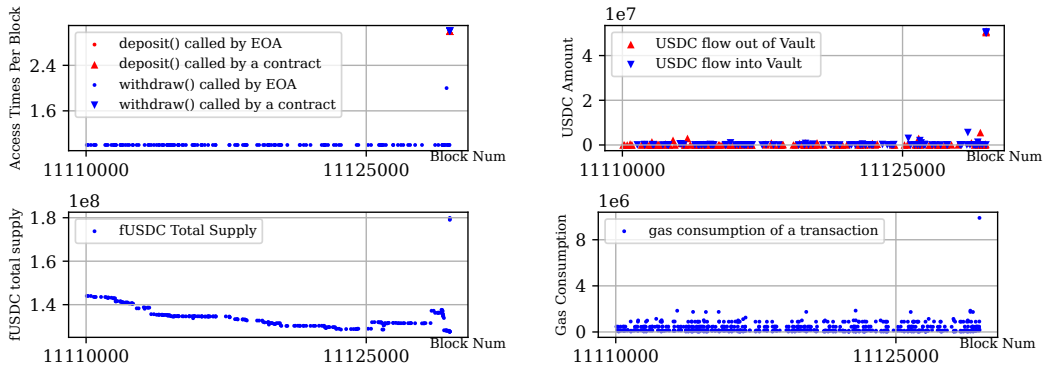 Access Times Per Block
2.4
1.6
deposit() called by EOA
deposit() called by a contract
withdraw() called by EOA
withdraw() called by a contract
11110000
11125000
Block Num
1e7
USDC Amount
4
2
0
USDC flow out of Vault
USDC flow into Vault
11110000
11125000
Block Num
1e8
fUSDC total supply
1.8
1.6
1.4
fUSDC Total Supply
11110000
11125000
Block Num
1e6
Gas Consumption
8
4
0
gas consumption of a transaction
11110000
11125000
Block Num